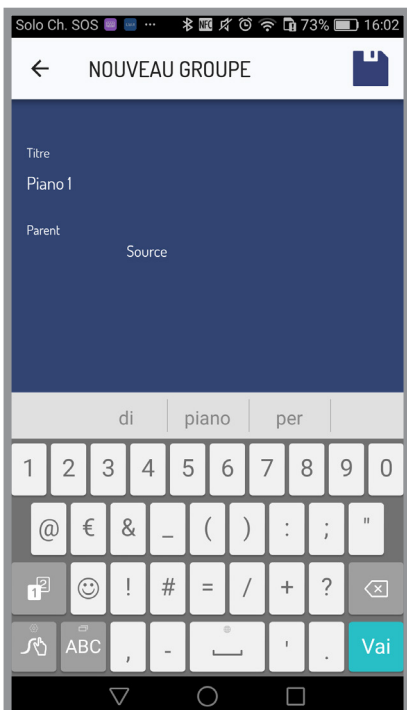 Solo Ch. SOS ... 73% 16:02
NOUVEAU GROUPE
Titre
Piano 1
Parent
Source
di piano per
1 2 3 4 5 6 7 8 9 0
@ € & _ ( ) : ; "
! # = / + ?
ABC , - ' . Vai